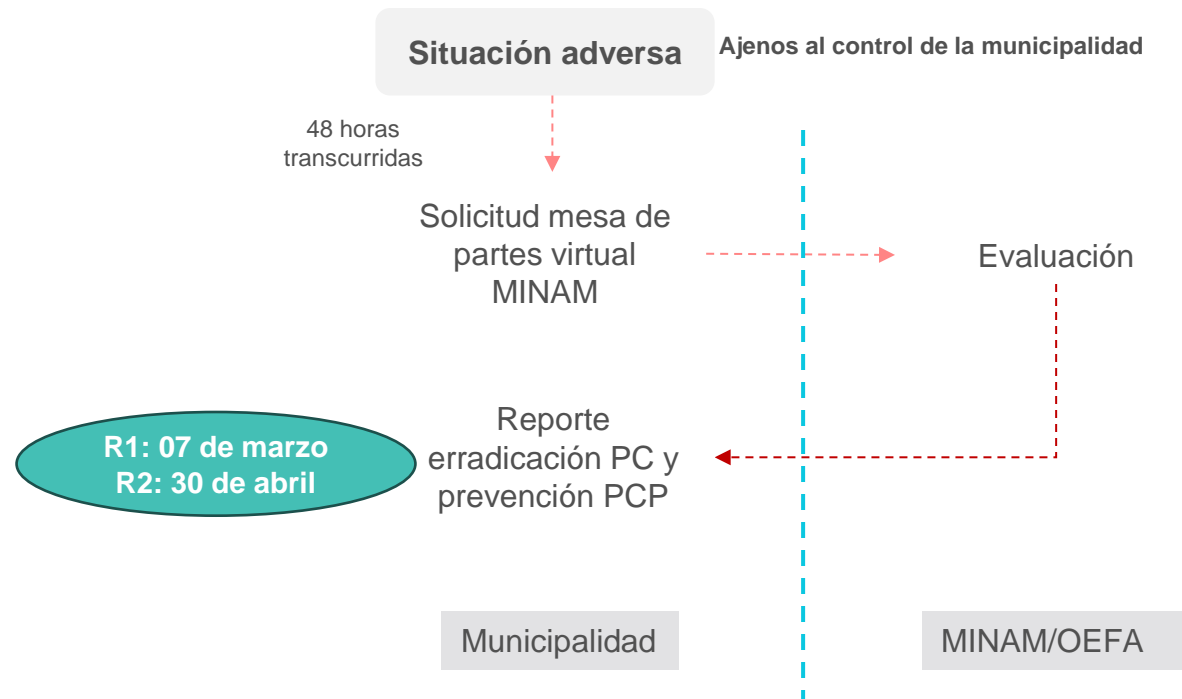 Situación adversa
Ajenos al control de la municipalidad
48 horas
transcurridas
Solicitud mesa de
partes virtual
MINAM
Evaluación
R1: 07 de marzo
R2: 30 de abril
Reporte
erradicación PC y
prevención PCP
Municipalidad
MINAM/OEFA